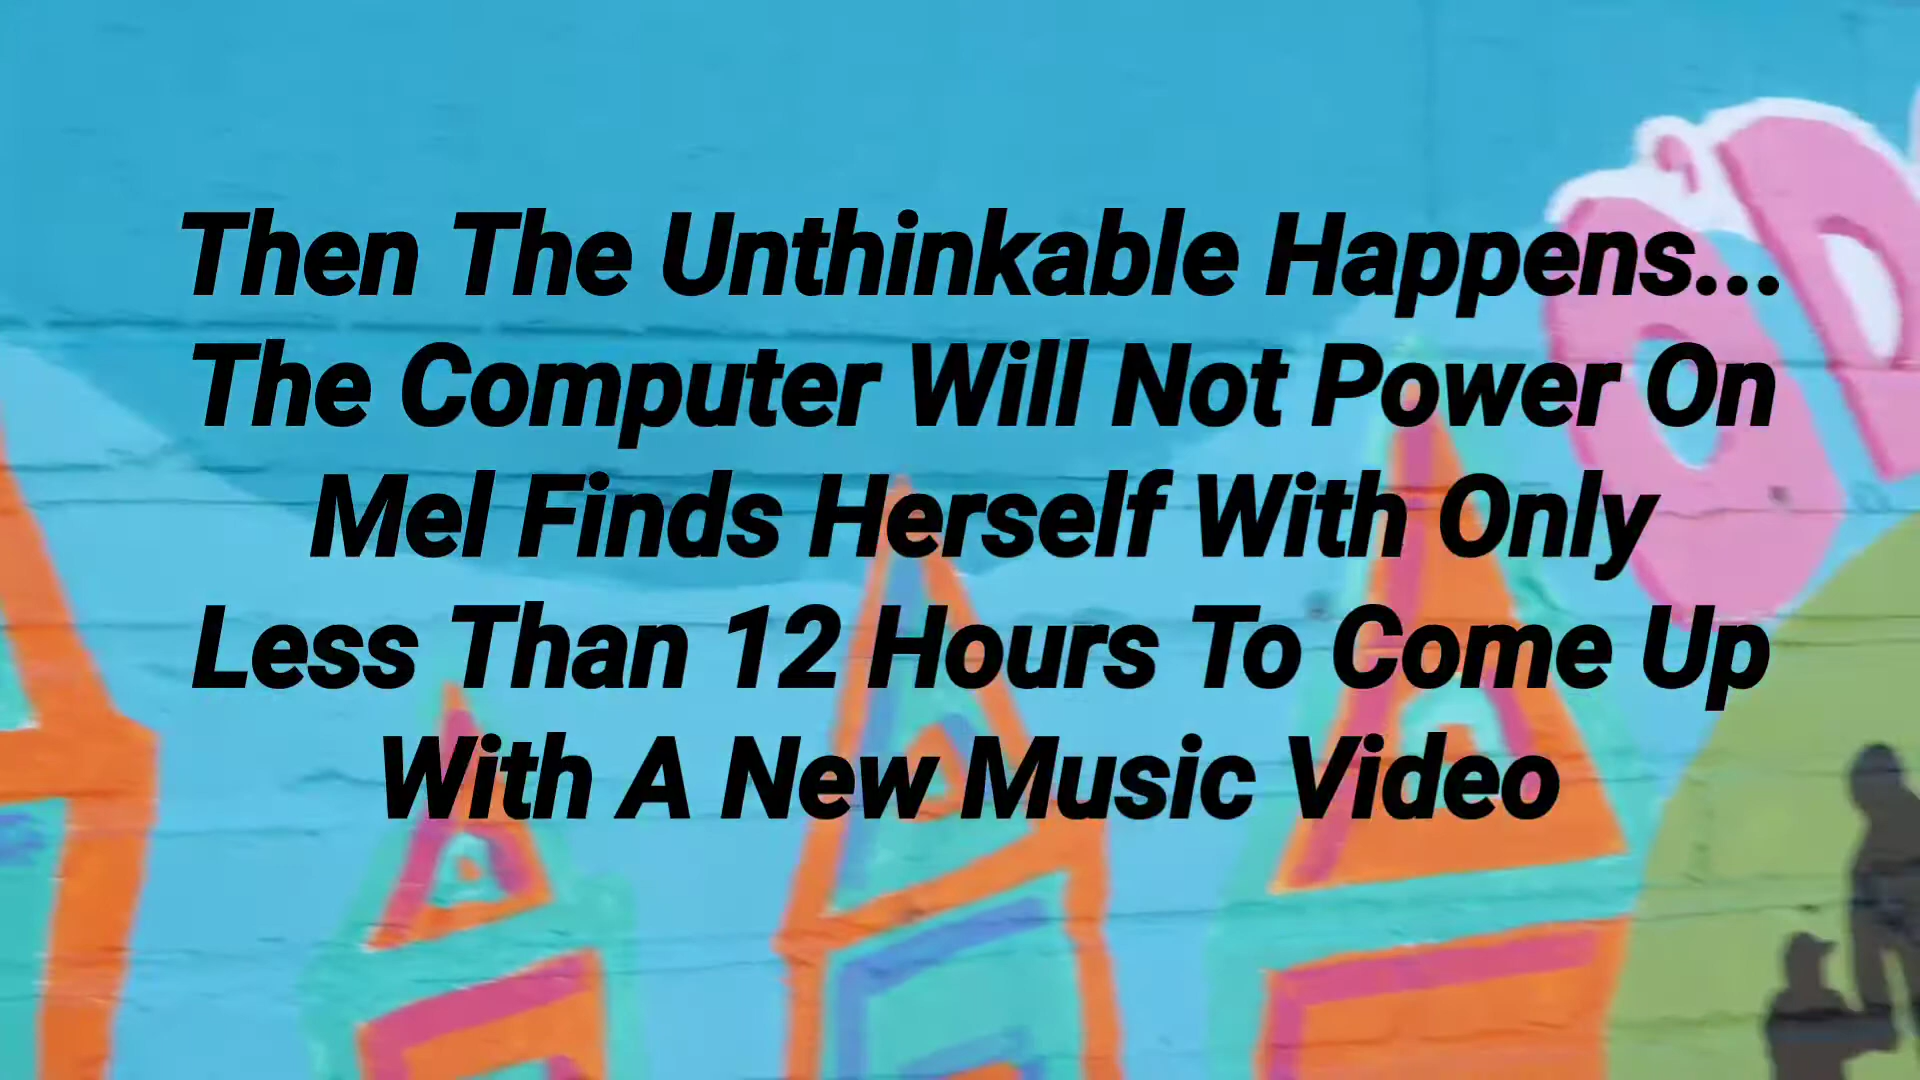 Then The Unthinkable Happens...
The Computer Will Not Power On
Mel Finds Herself With Only
Less Than 12 Hours To Come Up
With A New Music Video